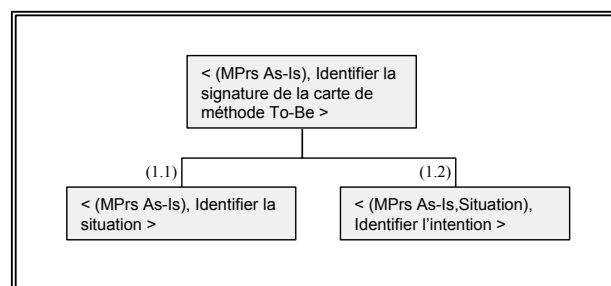 < (MPrs As-Is), Identifier la
signature de la carte de
méthode To-Be >
(1.1)
(1.2)
< (MPrs As-Is), Identifier la
situation >
< (MPrs As-Is,Situation),
Identifier l'intention >